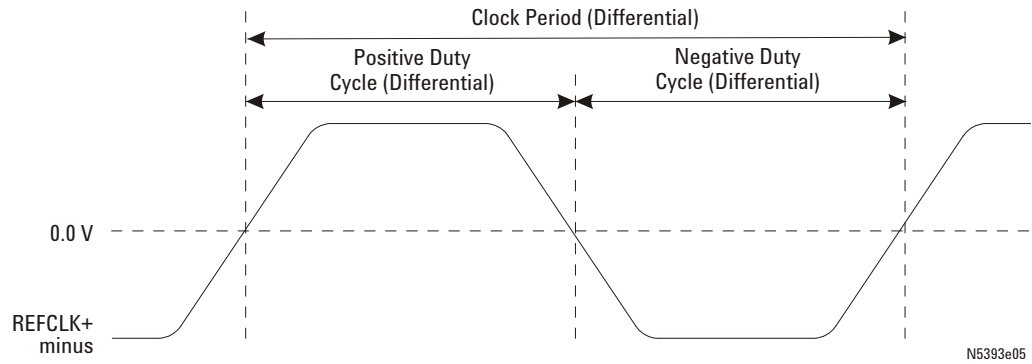 Clock Period (Differential)
Positive Duty
Cycle (Differential)
Negative Duty
Cycle (Differential)
0.0 V
REFCLK+
minus
N5393e05